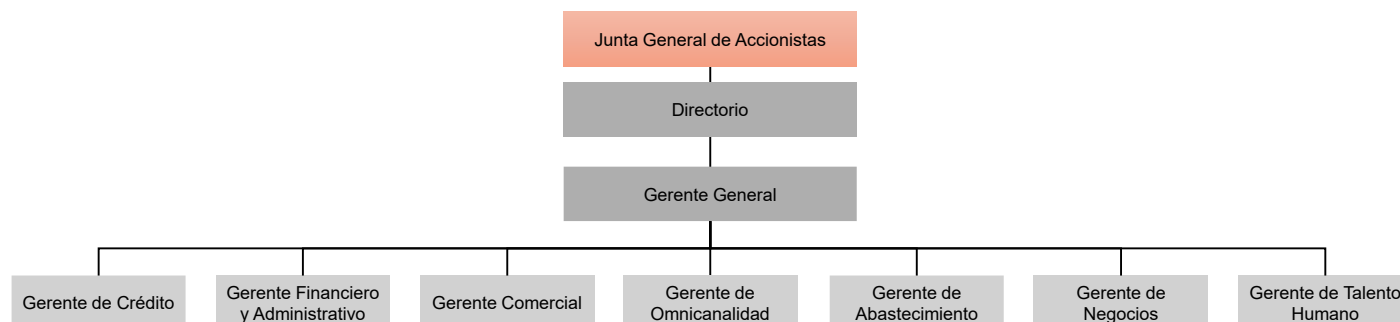 Junta General de Accionistas
Directorio
Gerente General
Gerente de Crédito
Gerente Financiero
y Administrativo
Gerente Comercial
Gerente de
Omnicanalidad
Gerente de
Abastecimiento
Gerente de
Negocios
Gerente de Talento
Humano